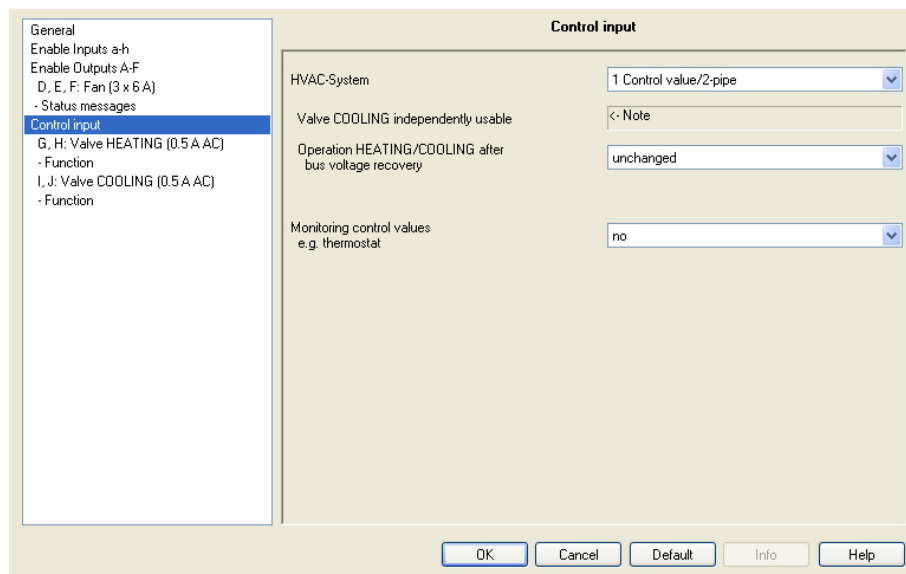 General
Enable Inputs a-h
Enable Outputs A-F
D, E, F: Fan (3 x 6 A)
- Status messages
Control input
G, H: Valve HEATING (0.5 A AC)
- Function
I, J: Valve COOLING (0.5 A AC)
- Function
Control input
HVAC-System
1 Control value/2-pipe
Valve COOLING independently usable
<- Note
Operation HEATING/COOLING after
bus voltage recovery
unchanged
Monitoring control values
e.g. thermostat
no
OK
Cancel
Default
Info
Help